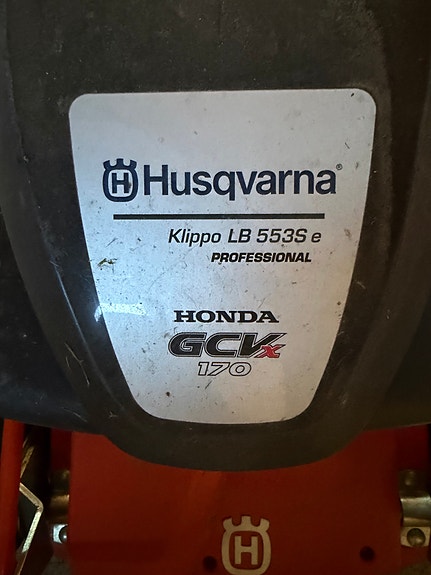 Husqvarna®
Klippo LB 553S e
PROFESSIONAL
HONDA
GCVx
170